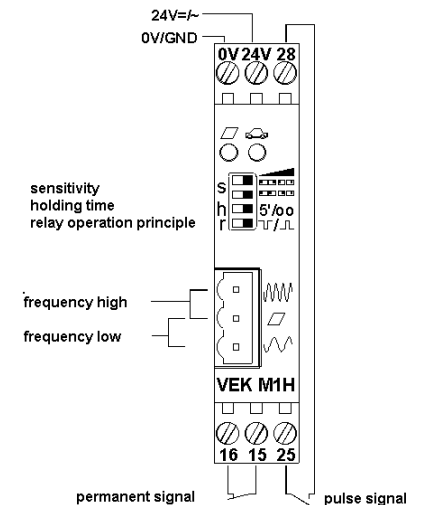 24V=/~
0V/GND
0V 24V 28
sensitivity
s
holding time
h 5'/oo
relay operation principle
r
frequency high
frequency low
VEK M1H
16 15 25
permanent signal
pulse signal